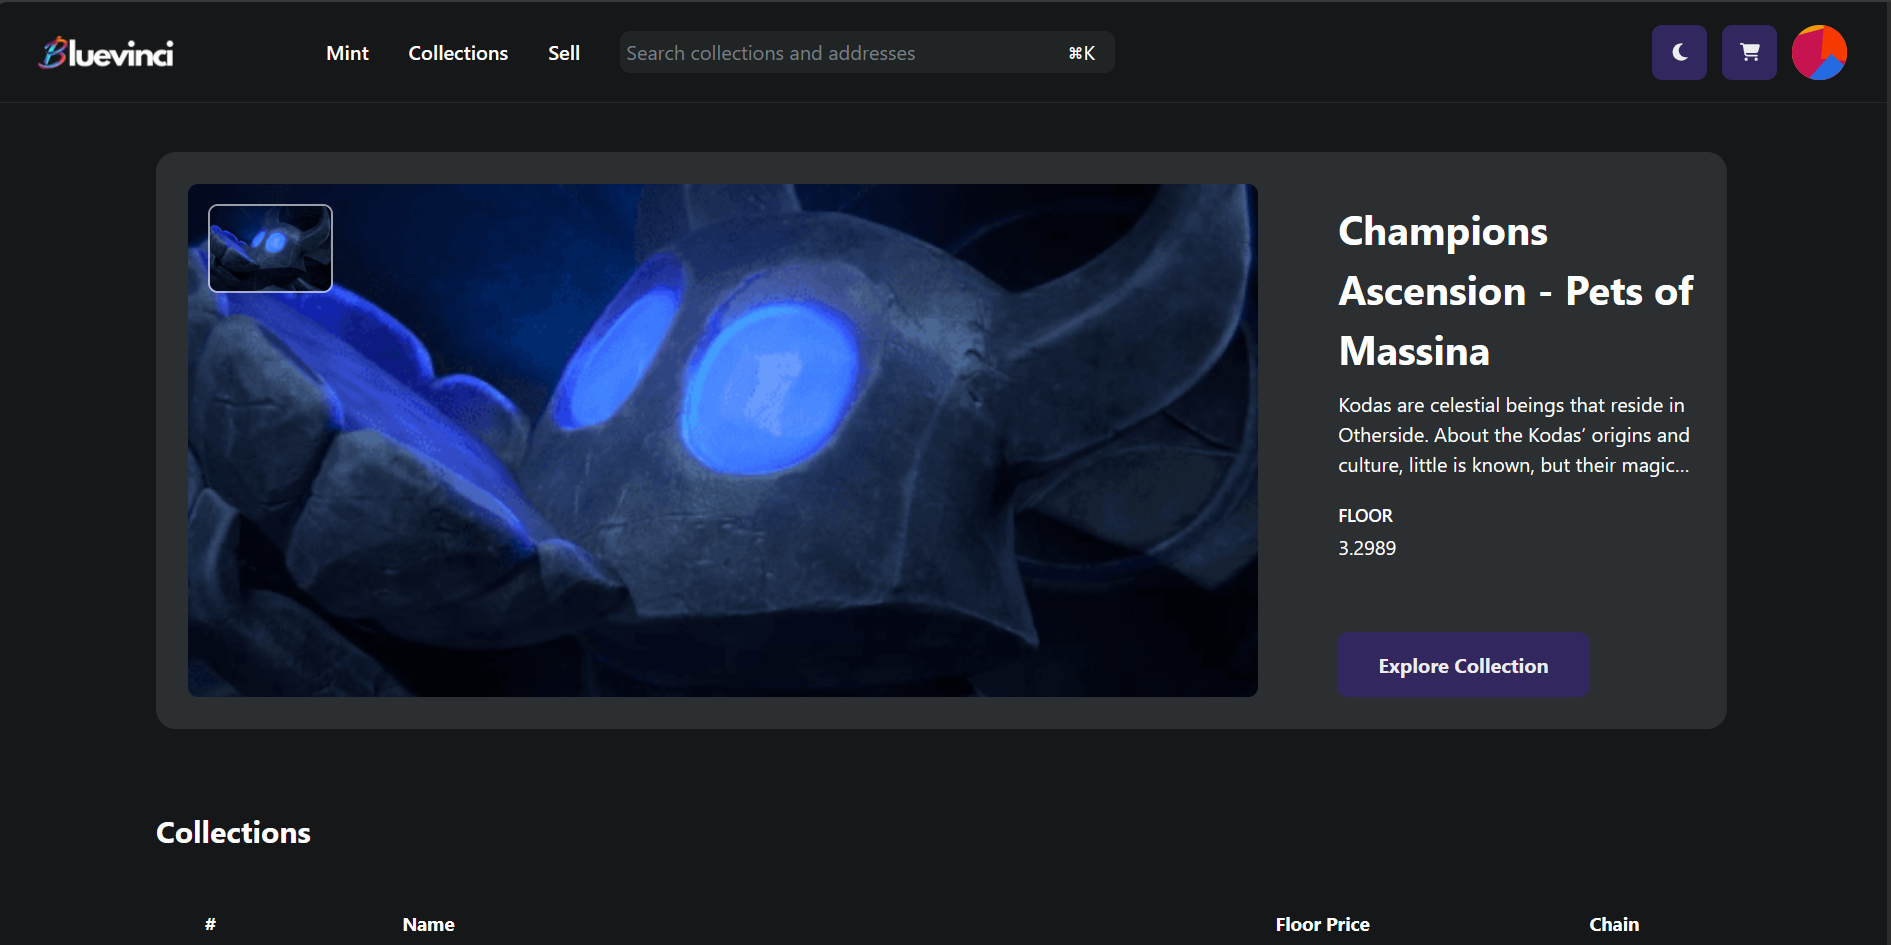 Bluevinci
Mint
Collections
Sell
Search collections and addresses
⌘K
Champions
Ascension - Pets of
Massina
Kodas are celestial beings that reside in
Otherside. About the Kodas’ origins and
culture, little is known, but their magic...
FLOOR
3.2989
Explore Collection
Collections
# Name Floor Price Chain